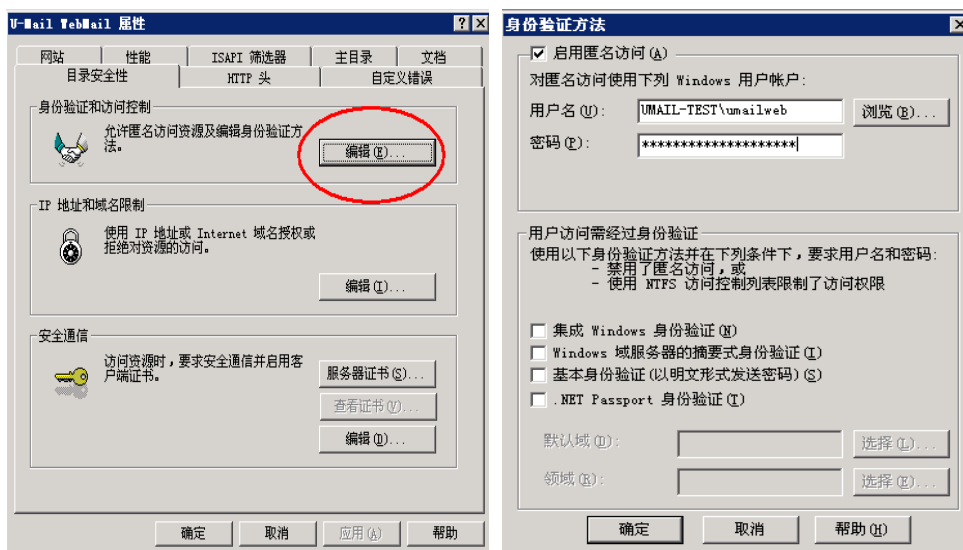 U-Mail WebMail 属性
网站
性能
ISAPI 筛选器
主目录
文档
目录安全性
HTTP 头
自定义错误
身份验证和访问控制
允许匿名访问资源及编辑身份验证方
法。
编辑(E)...
IP 地址和域名限制
使用 IP 地址或 Internet 域名授权或
拒绝对资源的访问。
编辑(I)...
安全通信
访问资源时，要求安全通信并启用客
户端证书。
服务器证书(S)...
查看证书(V)...
编辑(D)...
确定
取消
应用(A)
帮助
身份验证方法
启用匿名访问(A)
对匿名访问使用下列 Windows 用户帐户:
用户名(U):
UMAIL-TEST\umailweb
浏览(B)...
密码(P):
********************
用户访问需经过身份验证
使用以下身份验证方法并在下列条件下，要求用户名和密码:
- 禁用了匿名访问，或
- 使用 NTFS 访问控制列表限制了访问权限
集成 Windows 身份验证(N)
Windows 域服务器的摘要式身份验证(I)
基本身份验证(以明文形式发送密码)(S)
.NET Passport 身份验证(T)
默认域(D):
选择(L)...
领域(R):
选择(E)...
确定
取消
帮助(H)